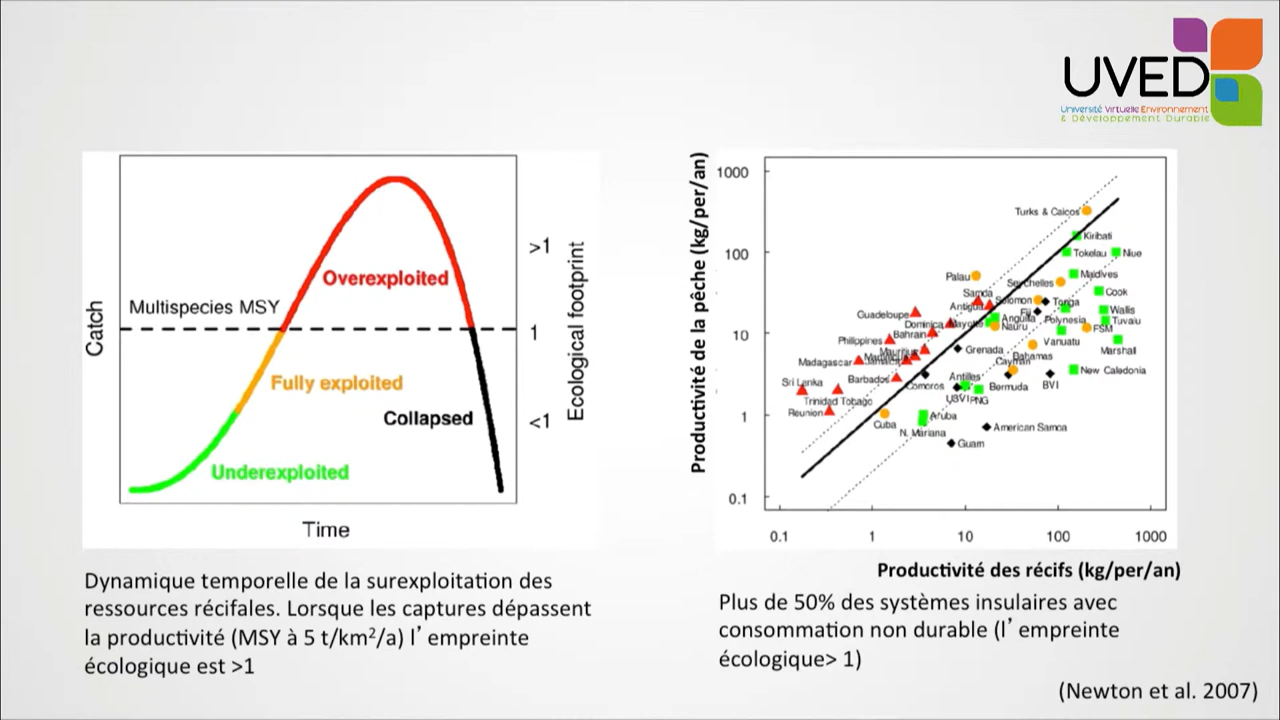 UVED
Université Virtuelle Environnement
& Développement Durable
Catch
Multispecies MSY
Overexploited
Fully exploited
Collapsed
Underexploited
>1
1
<1
Ecological footprint
Time
Dynamique temporelle de la surexploitation des
ressources récifales. Lorsque les captures dépassent
la productivité (MSY à 5 t/km²/a) l’ empreinte
écologique est >1
Productivité de la pêche (kg/per/an)
1000
100
10
1
0.1
Turks & Caicos
Kiribati
Tokelau
Niue
Palau
Maldives
Seychelles
Samoa
Cook
Antigua
Solomon
Tonga
Guadeloupe
Fiji
Wallis
Dominica
Mayotte
Anguilla
Polynesia
Tuvalu
Bahrain
Nauru
FSM
Philippines
Vanuatu
Mauritius
Grenada
Marshall
Madagascar
Martinique
Jamaica
Cayman
Bahamas
New Caledonia
Sri Lanka
Barbados
Comoros
Antilles
Bermuda
BVI
Trinidad Tobago
USVI
PNG
Reunion
Cuba
Aruba
N. Mariana
American Samoa
Guam
0.1
1
10
100
1000
Productivité des récifs (kg/per/an)
Plus de 50% des systèmes insulaires avec
consommation non durable (l’ empreinte
écologique> 1)
(Newton et al. 2007)